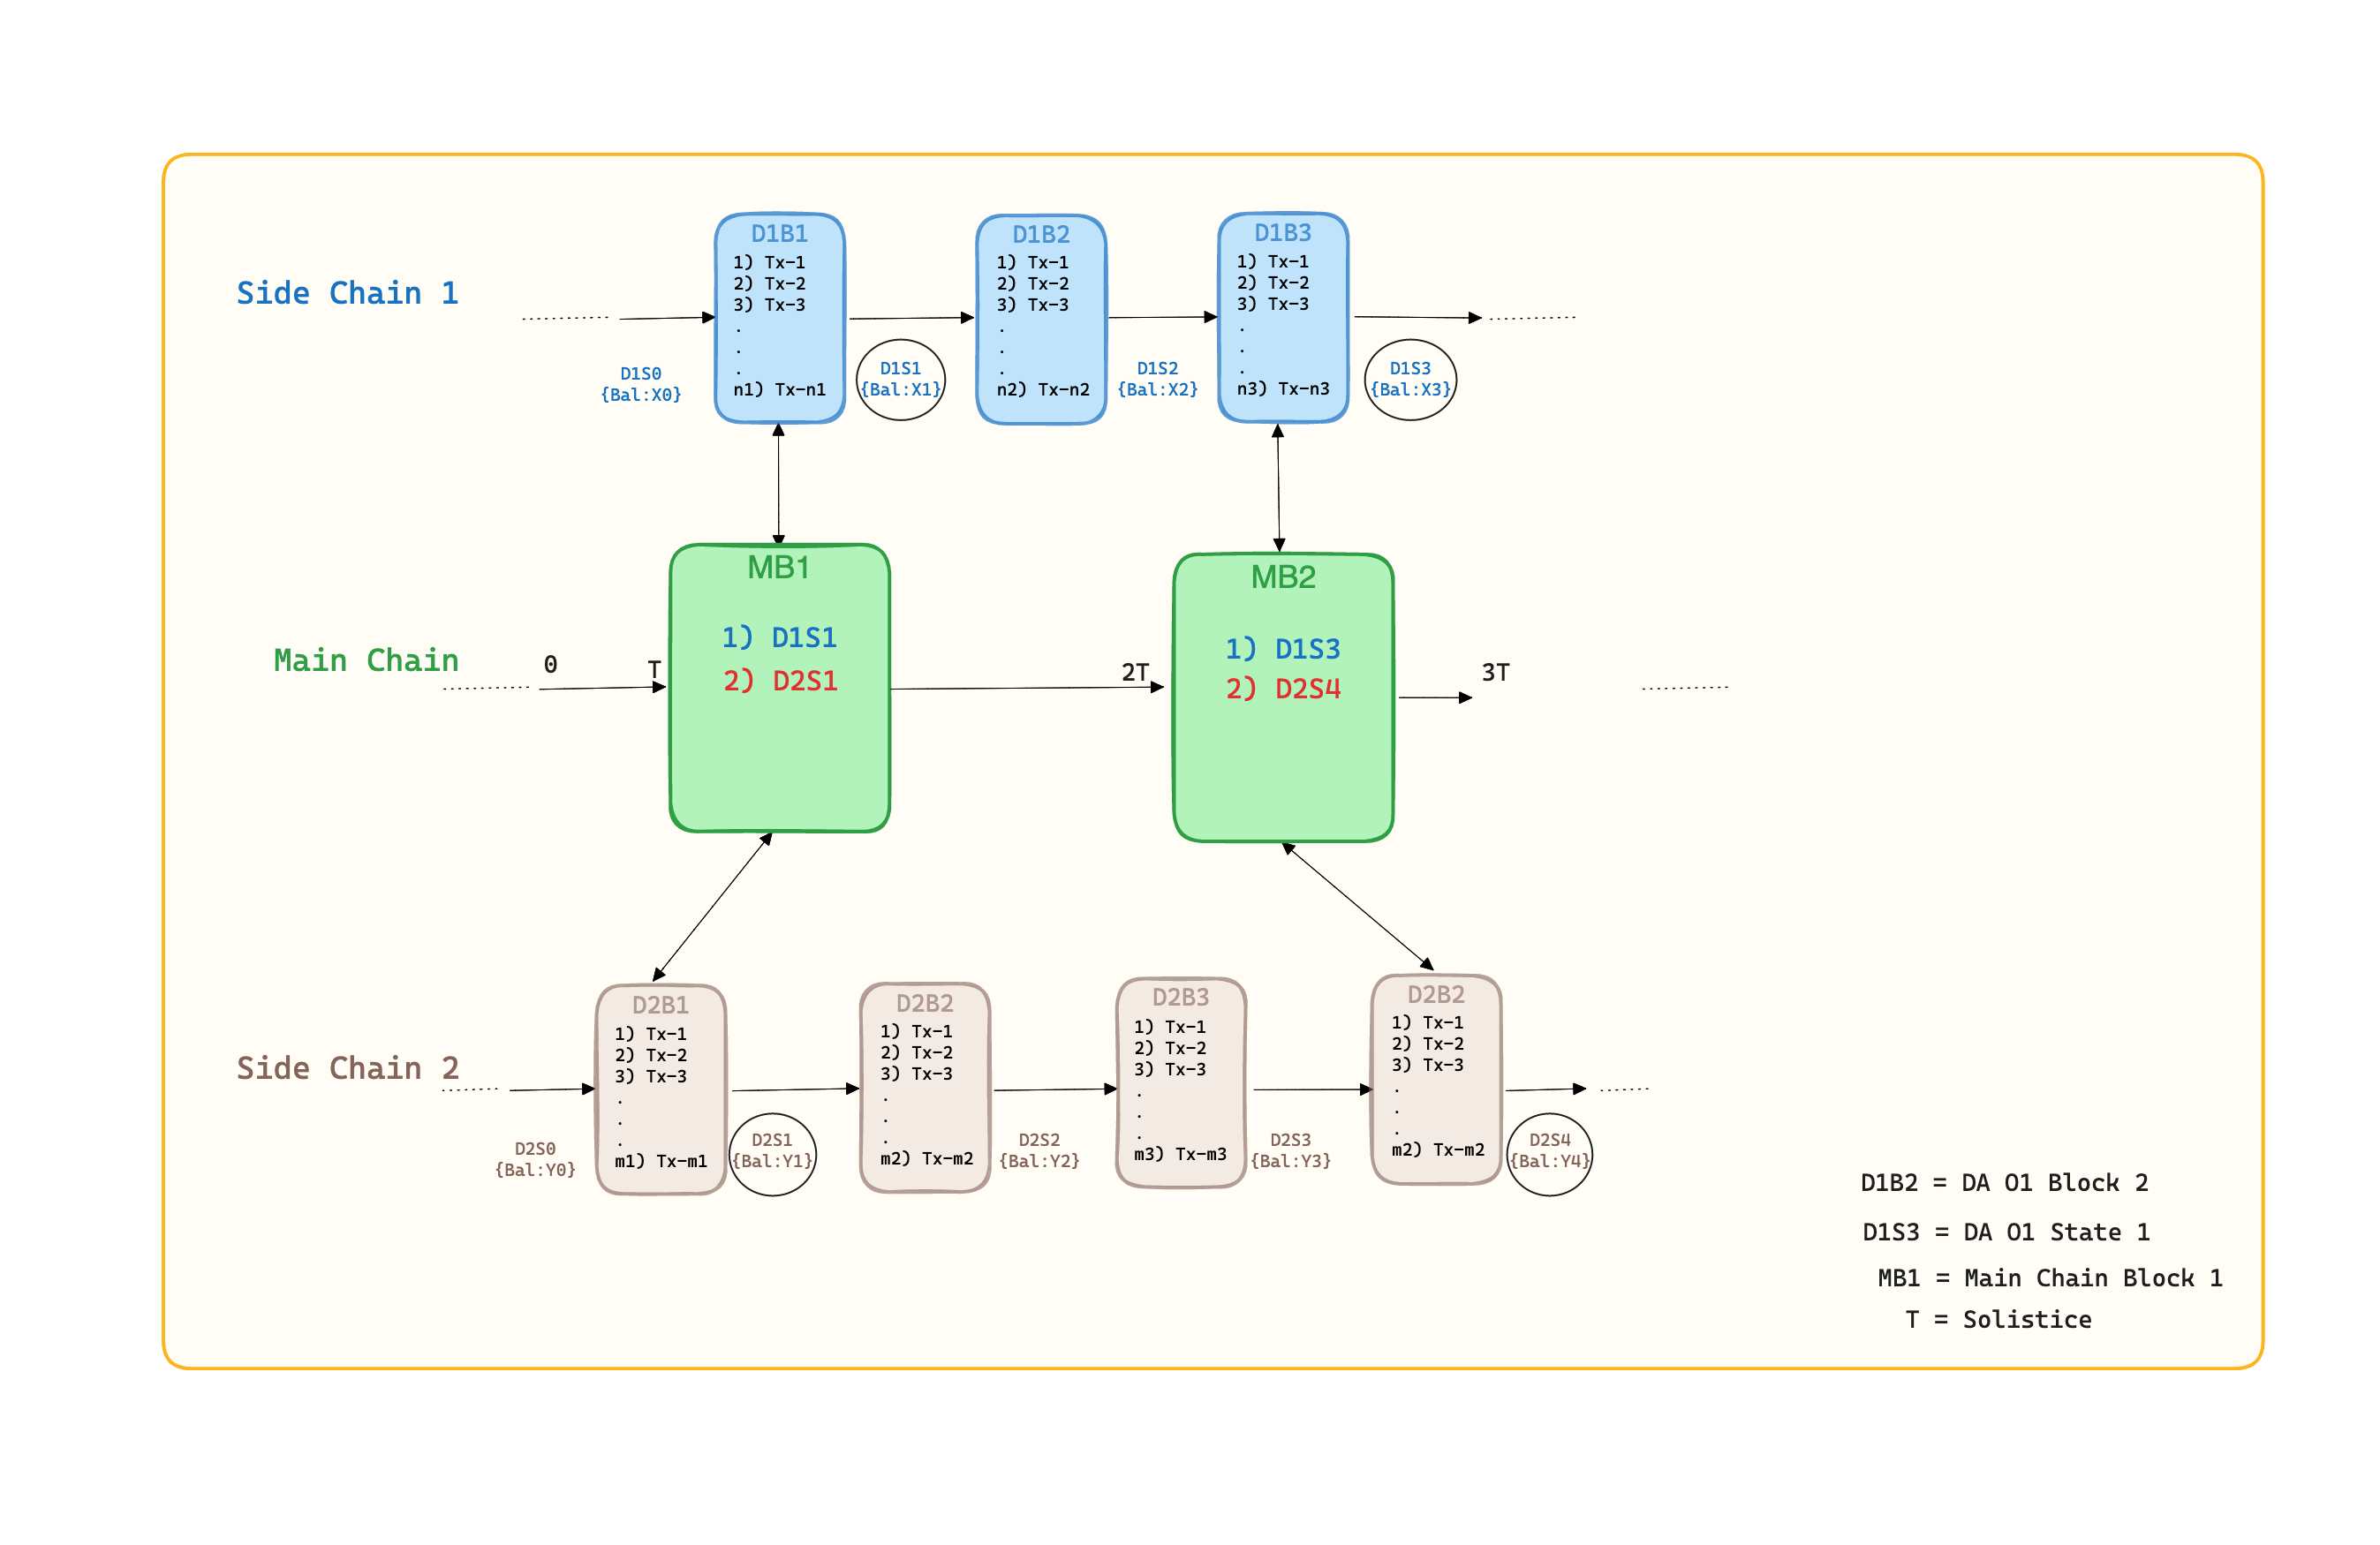 Side Chain 1
D1S0
{Bal:X0}
D1B1
1) Tx-1
2) Tx-2
3) Tx-3
.
.
.
n1) Tx-n1
D1S1
{Bal:X1}
D1B2
1) Tx-1
2) Tx-2
3) Tx-3
.
.
.
n2) Tx-n2
D1S2
{Bal:X2}
D1B3
1) Tx-1
2) Tx-2
3) Tx-3
.
.
.
n3) Tx-n3
D1S3
{Bal:X3}
Main Chain
0
T
MB1
1) D1S1
2) D2S1
2T
MB2
1) D1S3
2) D2S4
3T
Side Chain 2
D2S0
{Bal:Y0}
D2B1
1) Tx-1
2) Tx-2
3) Tx-3
.
.
.
m1) Tx-m1
D2S1
{Bal:Y1}
D2B2
1) Tx-1
2) Tx-2
3) Tx-3
.
.
.
m2) Tx-m2
D2S2
{Bal:Y2}
D2B3
1) Tx-1
2) Tx-2
3) Tx-3
.
.
.
m3) Tx-m3
D2S3
{Bal:Y3}
D2B2
1) Tx-1
2) Tx-2
3) Tx-3
.
.
.
m2) Tx-m2
D2S4
{Bal:Y4}
D1B2 = DA O1 Block 2
D1S3 = DA O1 State 1
MB1 = Main Chain Block 1
T = Solistice